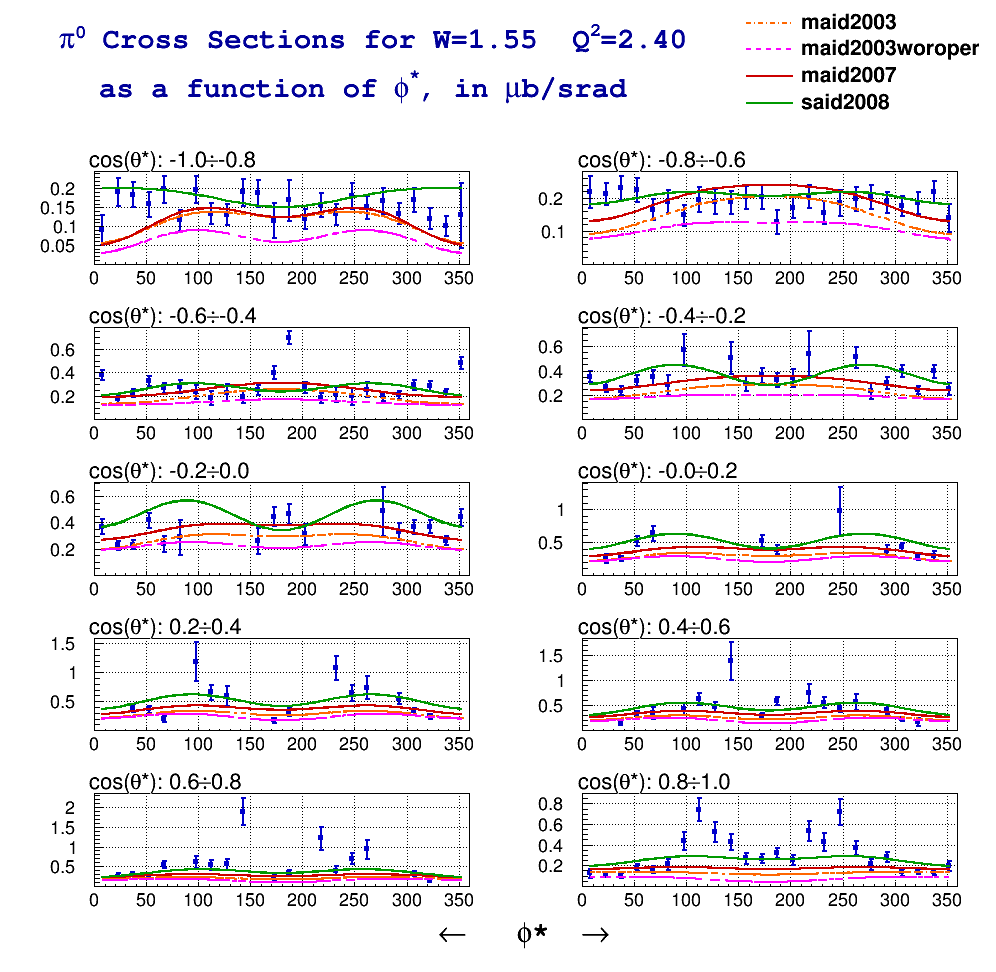 π⁰ Cross Sections for W=1.55 Q²=2.40
as a function of ϕ*, in μb/srad
maid2003
maid2003woroper
maid2007
said2008
cos(θ*): -1.0÷-0.8
0.2
0.15
0.1
0.05
0 50 100 150 200 250 300 350
cos(θ*): -0.8÷-0.6
0.2
0.1
0 50 100 150 200 250 300 350
cos(θ*): -0.6÷-0.4
0.6
0.4
0.2
0 50 100 150 200 250 300 350
cos(θ*): -0.4÷-0.2
0.6
0.4
0.2
0 50 100 150 200 250 300 350
cos(θ*): -0.2÷0.0
0.6
0.4
0.2
0 50 100 150 200 250 300 350
cos(θ*): -0.0÷0.2
1
0.5
0 50 100 150 200 250 300 350
cos(θ*): 0.2÷0.4
1.5
1
0.5
0 50 100 150 200 250 300 350
cos(θ*): 0.4÷0.6
1.5
1
0.5
0 50 100 150 200 250 300 350
cos(θ*): 0.6÷0.8
2
1.5
1
0.5
0 50 100 150 200 250 300 350
cos(θ*): 0.8÷1.0
0.8
0.6
0.4
0.2
0 50 100 150 200 250 300 350
← ϕ* →